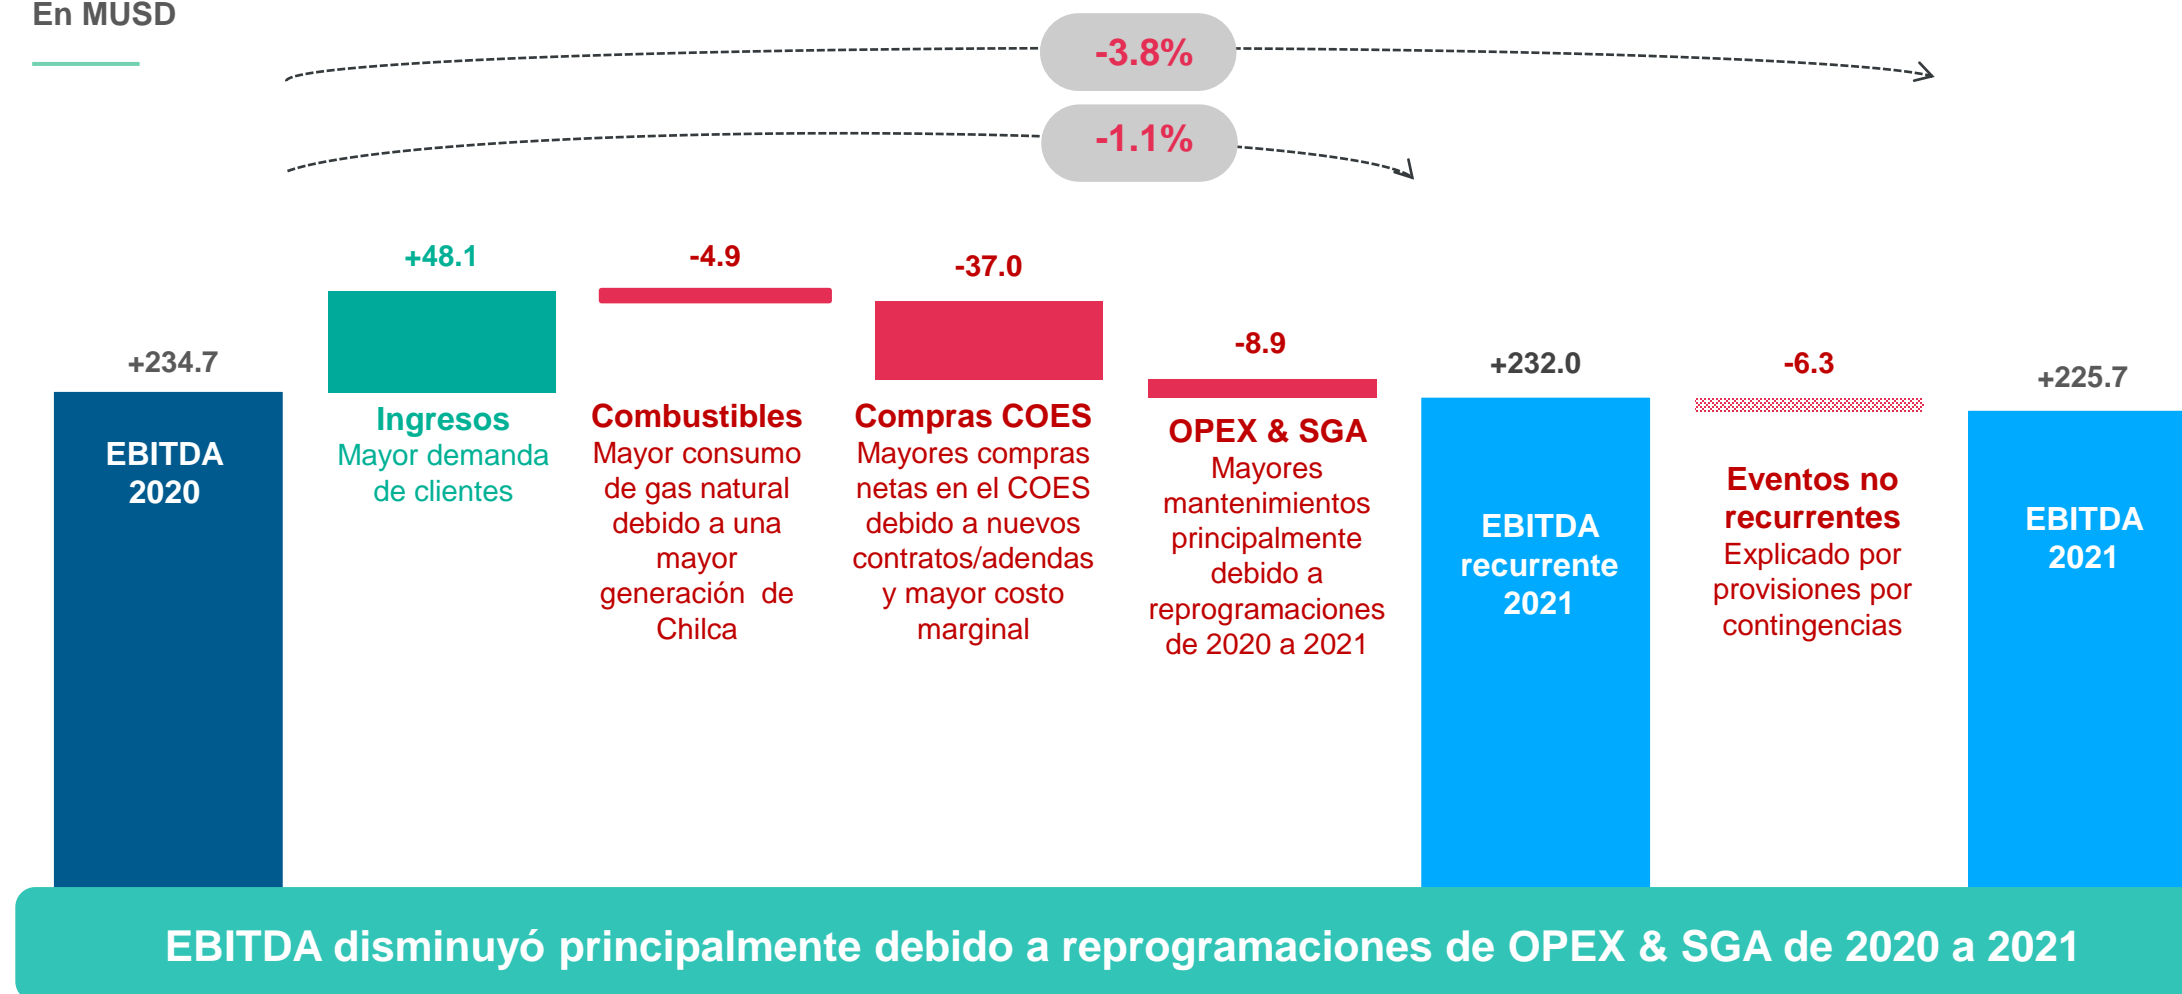 En MUSD
-3.8%
-1.1%
+234.7
EBITDA
2020
+48.1
Ingresos
Mayor demanda
de clientes
-4.9
Combustibles
Mayor consumo
de gas natural
debido a una
mayor
generación de
Chilca
-37.0
Compras COES
Mayores compras
netas en el COES
debido a nuevos
contratos/adendas
y mayor costo
marginal
-8.9
OPEX & SGA
Mayores
mantenimientos
principalmente
debido a
reprogramaciones
de 2020 a 2021
+232.0
EBITDA
recurrente
2021
-6.3
Eventos no
recurrentes
Explicado por
provisiones por
contingencias
+225.7
EBITDA
2021
EBITDA disminuyó principalmente debido a reprogramaciones de OPEX & SGA de 2020 a 2021